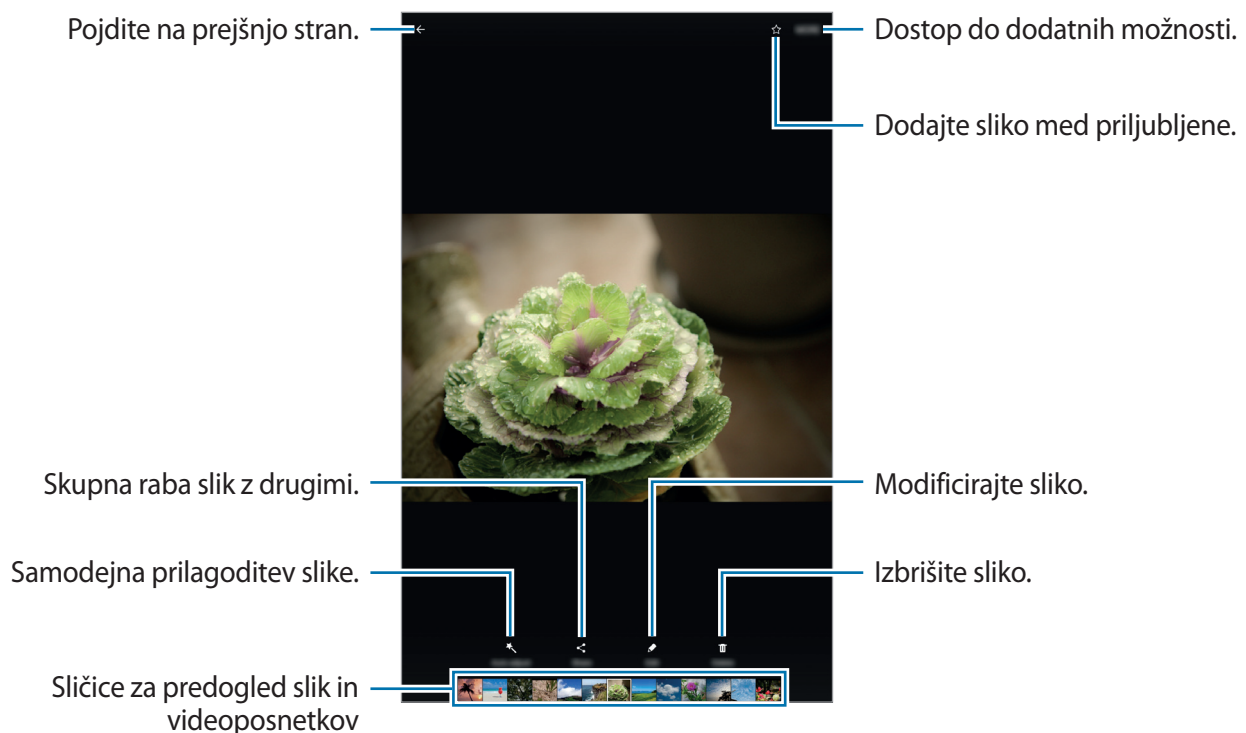 Pojdite na prejšnjo stran.
Dostop do dodatnih možnosti.
Dodajte sliko med priljubljene.
Skupna raba slik z drugimi.
Modificirajte sliko.
Samodejna prilagoditev slike.
Izbrišite sliko.
Sličice za predogled slik in
videoposnetkov